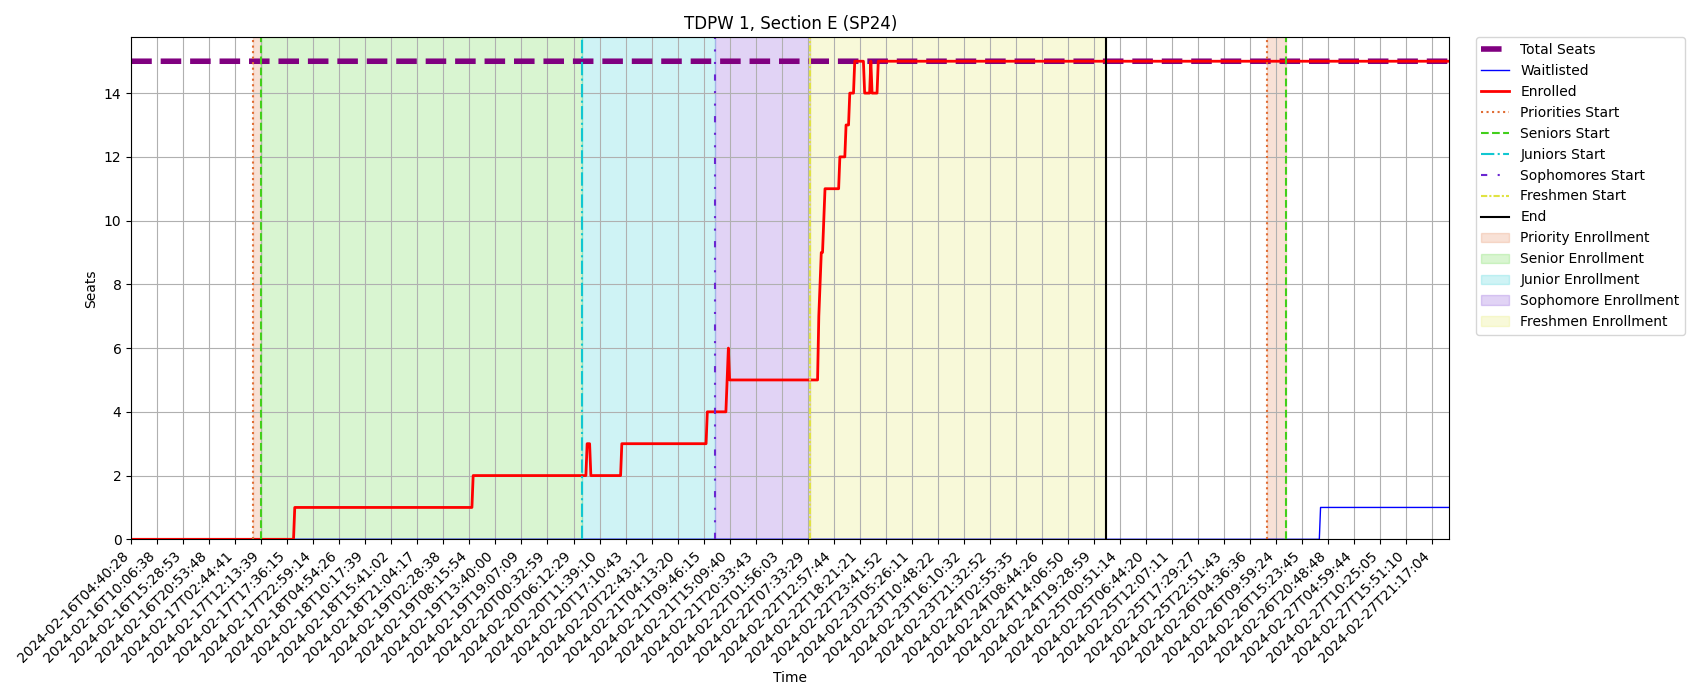 TDPW 1, Section E (SP24)
Total Seats
Waitlisted
Enrolled
Priorities Start
Seniors Start
Juniors Start
Sophomores Start
Freshmen Start
End
Priority Enrollment
Senior Enrollment
Junior Enrollment
Sophomore Enrollment
Freshmen Enrollment
Seats
14
12
10
8
6
4
2
0
2024-02-16T04:40:28
2024-02-16T10:06:38
2024-02-16T15:28:53
2024-02-16T20:53:48
2024-02-17T02:44:41
2024-02-17T12:13:39
2024-02-17T17:36:15
2024-02-17T22:59:14
2024-02-18T04:54:26
2024-02-18T10:17:39
2024-02-18T15:41:02
2024-02-18T21:04:17
2024-02-19T02:28:38
2024-02-19T08:15:54
2024-02-19T13:40:00
2024-02-19T19:07:09
2024-02-20T00:32:59
2024-02-20T06:12:29
2024-02-20T11:39:10
2024-02-20T17:10:43
2024-02-20T22:43:12
2024-02-21T04:13:20
2024-02-21T09:46:15
2024-02-21T15:09:40
2024-02-21T20:33:43
2024-02-22T01:56:03
2024-02-22T07:33:29
2024-02-22T12:57:44
2024-02-22T18:21:21
2024-02-22T23:41:52
2024-02-23T05:26:11
2024-02-23T10:48:22
2024-02-23T16:10:32
2024-02-23T21:32:52
2024-02-24T02:55:35
2024-02-24T08:44:26
2024-02-24T14:06:50
2024-02-24T19:28:59
2024-02-25T00:51:14
2024-02-25T06:44:20
2024-02-25T12:07:11
2024-02-25T17:29:27
2024-02-25T22:51:43
2024-02-26T04:36:36
2024-02-26T09:59:24
2024-02-26T15:23:45
2024-02-26T20:48:48
2024-02-27T04:59:44
2024-02-27T10:25:05
2024-02-27T15:51:10
2024-02-27T21:17:04
Time